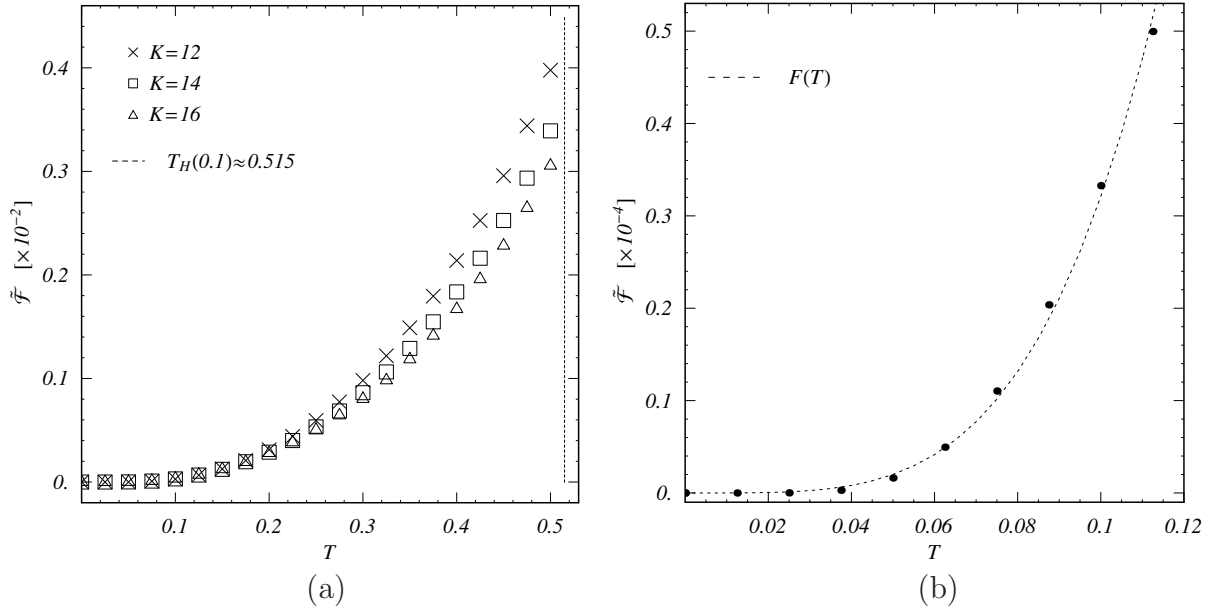 K=12
K=14
K=16
T_H(0.1)≈0.515
0.4
0.3
0.2
0.1
0.
0.1 0.2 0.3 0.4 0.5
T
ℱ̃ [×10⁻²]
(a)
F(T)
0.5
0.4
0.3
0.2
0.1
0.
0.02 0.04 0.06 0.08 0.1 0.12
T
ℱ̃ [×10⁻⁴]
(b)